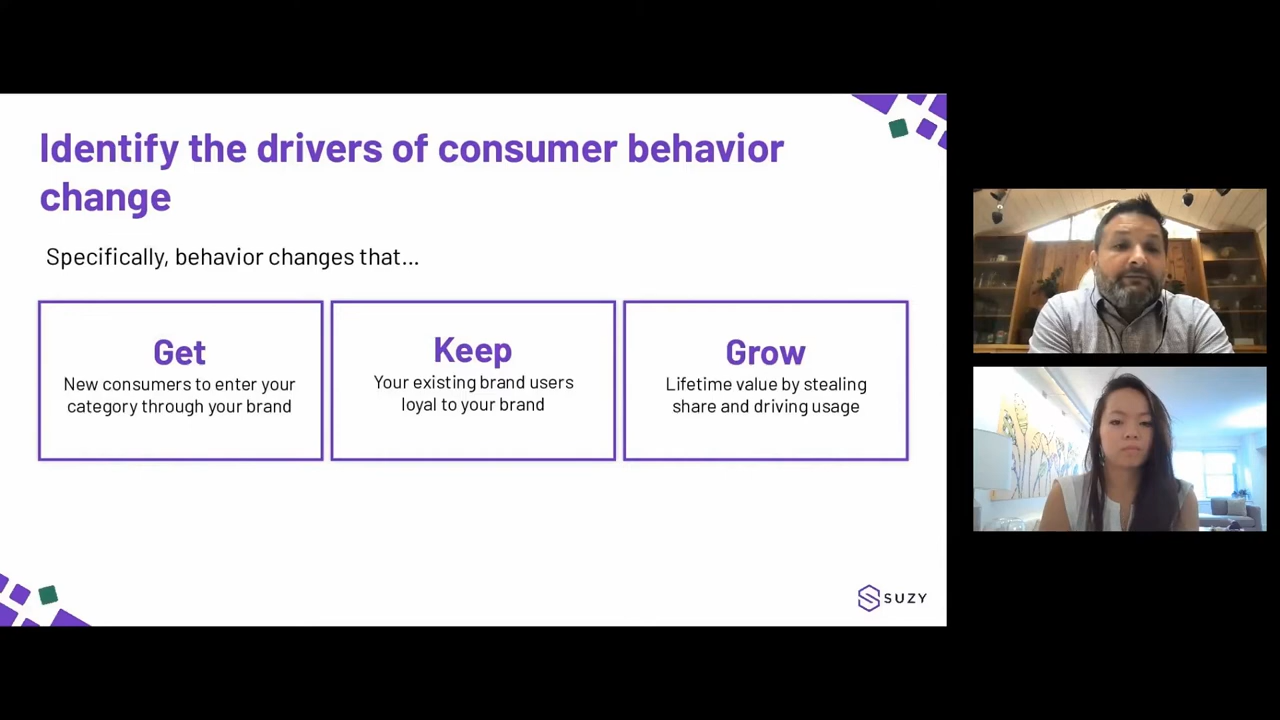 Identify the drivers of consumer behavior
change
Specifically, behavior changes that...
Get
New consumers to enter your
category through your brand
Keep
Your existing brand users
loyal to your brand
Grow
Lifetime value by stealing
share and driving usage
SUZY